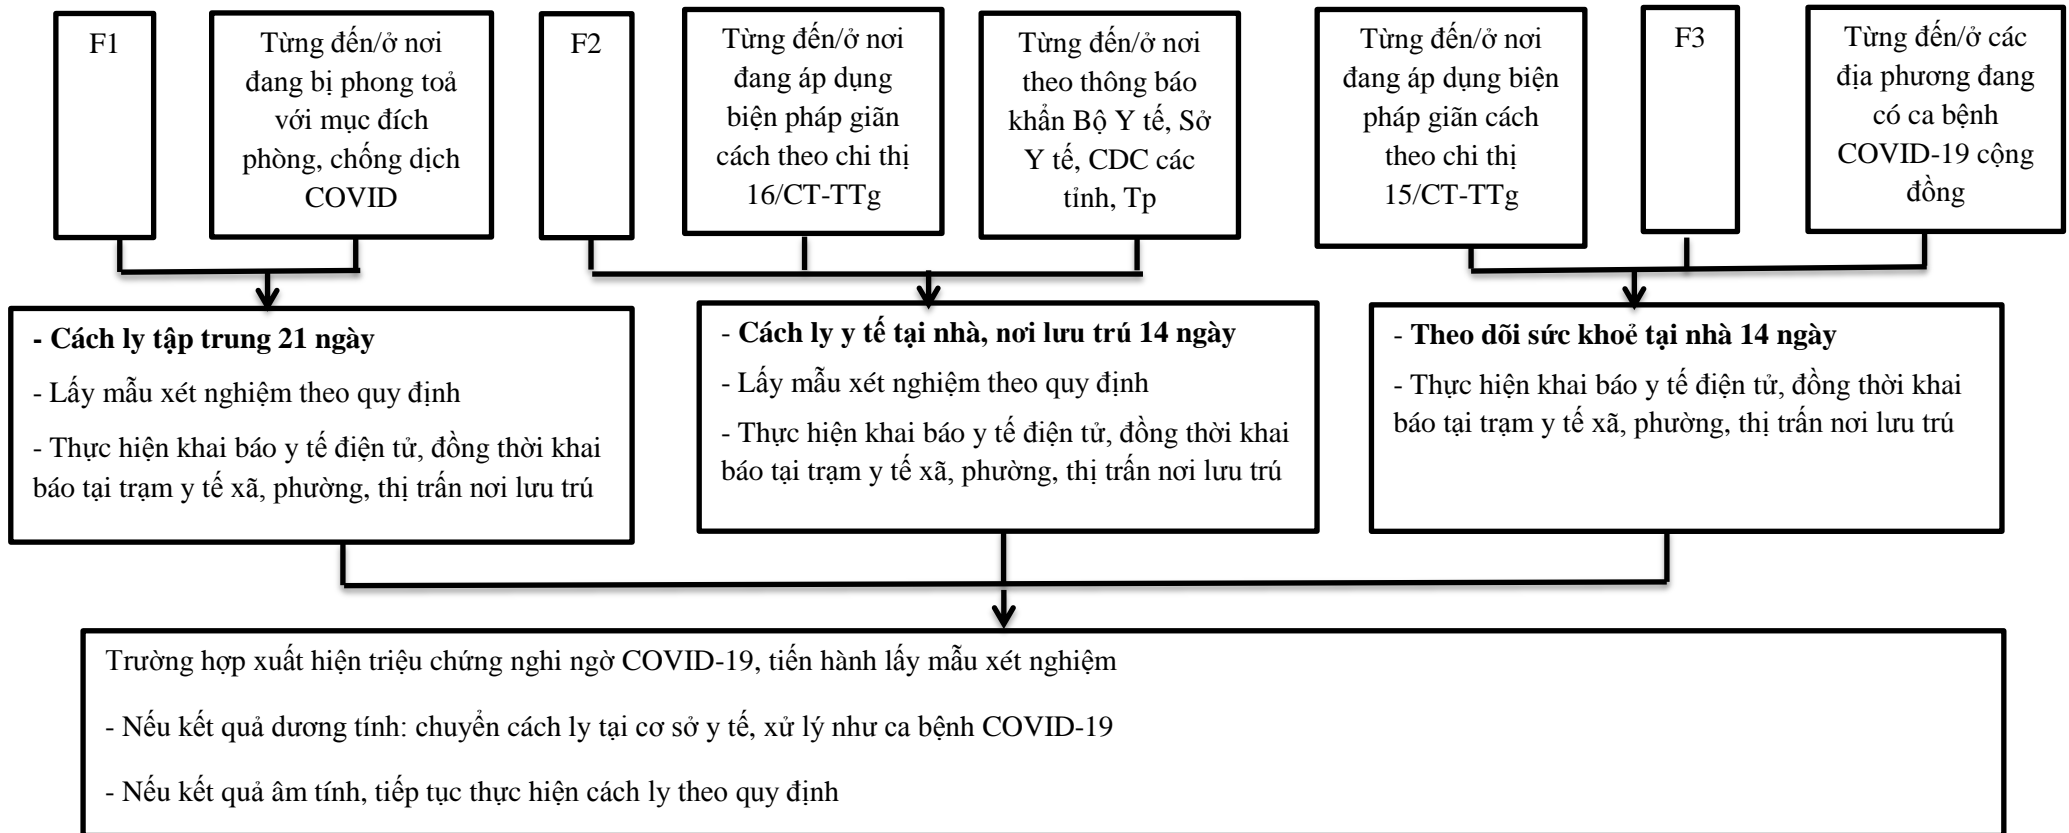 F1
Từng đến/ở nơi
đang bị phong toả
với mục đích
phòng, chống dịch
COVID
F2
Từng đến/ở nơi
đang áp dụng
biện pháp giãn
cách theo chi thị
16/CT-TTg
Từng đến/ở nơi
theo thông báo
khẩn Bộ Y tế, Sở
Y tế, CDC các
tỉnh, Tp
Từng đến/ở nơi
đang áp dụng biện
pháp giãn cách
theo chi thị
15/CT-TTg
F3
Từng đến/ở các
địa phương đang
có ca bệnh
COVID-19 cộng
đồng
- Cách ly tập trung 21 ngày
- Lấy mẫu xét nghiệm theo quy định
- Thực hiện khai báo y tế điện tử, đồng thời khai
báo tại trạm y tế xã, phường, thị trấn nơi lưu trú
- Cách ly y tế tại nhà, nơi lưu trú 14 ngày
- Lấy mẫu xét nghiệm theo quy định
- Thực hiện khai báo y tế điện tử, đồng thời khai
báo tại trạm y tế xã, phường, thị trấn nơi lưu trú
- Theo dõi sức khoẻ tại nhà 14 ngày
- Thực hiện khai báo y tế điện tử, đồng thời khai
báo tại trạm y tế xã, phường, thị trấn nơi lưu trú
Trường hợp xuất hiện triệu chứng nghi ngờ COVID-19, tiến hành lấy mẫu xét nghiệm
- Nếu kết quả dương tính: chuyển cách ly tại cơ sở y tế, xử lý như ca bệnh COVID-19
- Nếu kết quả âm tính, tiếp tục thực hiện cách ly theo quy định